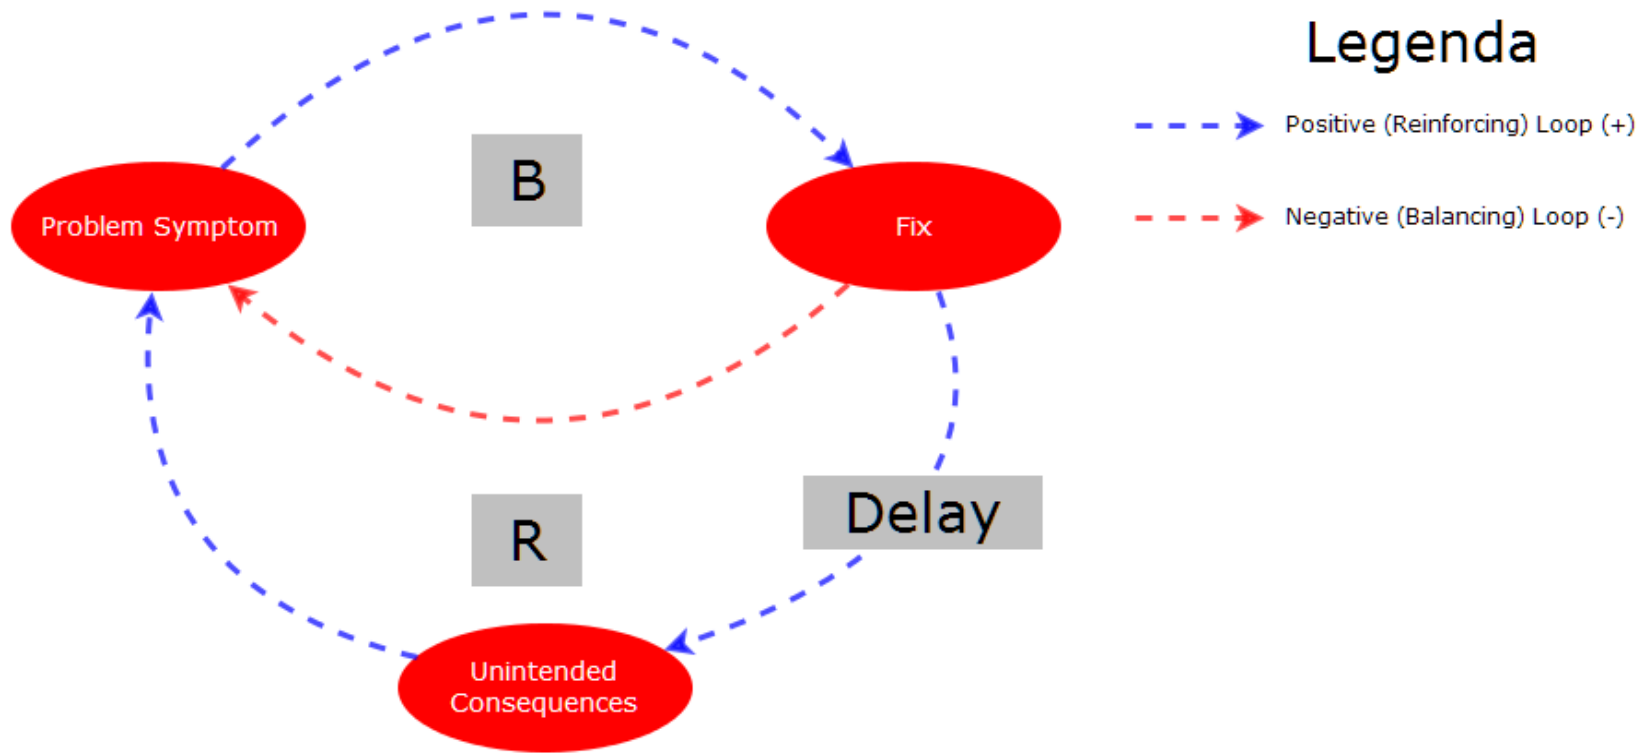 Legenda
Positive (Reinforcing) Loop (+)
B
Problem Symptom
Fix
Negative (Balancing) Loop (-)
Delay
R
Unintended
Consequences